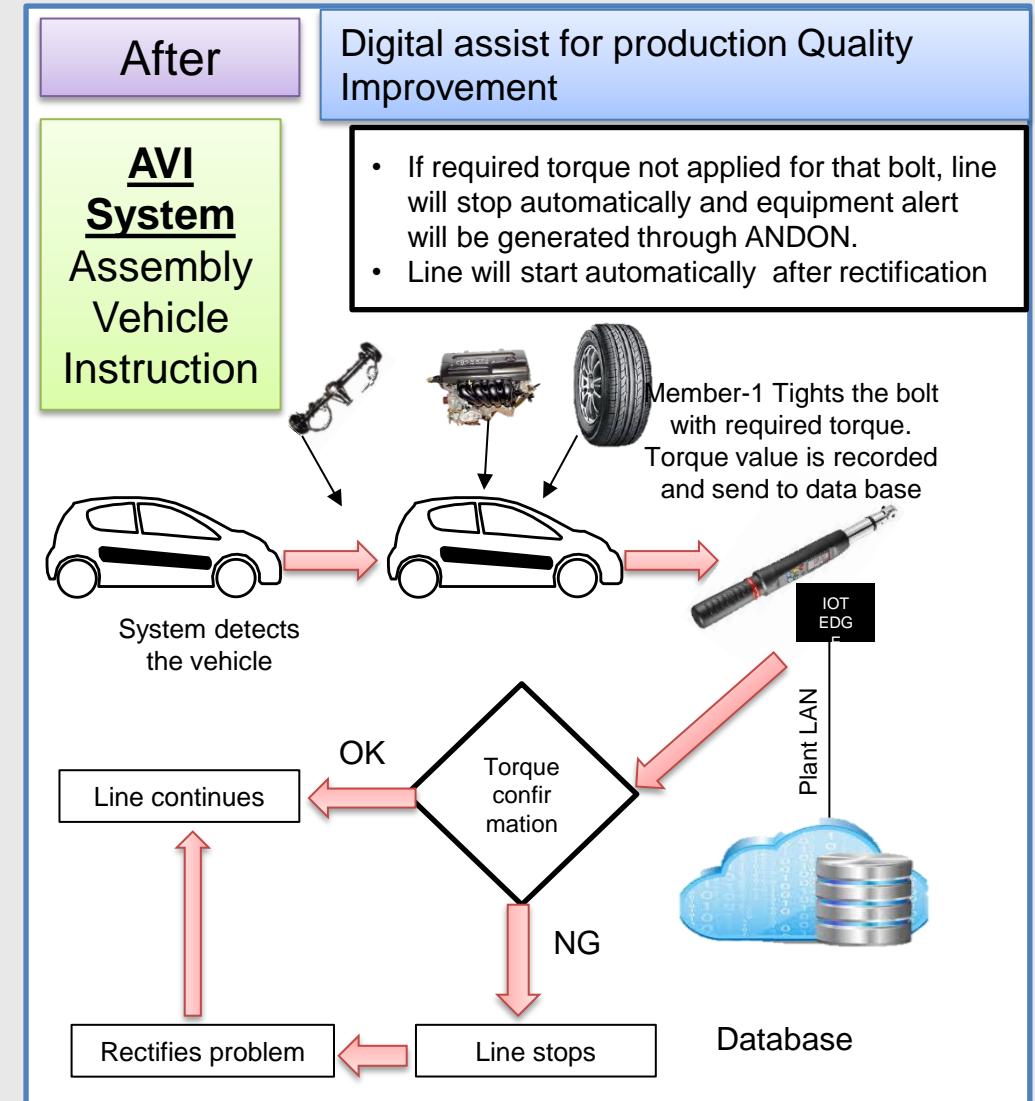 After
Digital assist for production Quality
Improvement
AVI
System
Assembly
Vehicle
Instruction
• If required torque not applied for that bolt, line
will stop automatically and equipment alert
will be generated through ANDON.
• Line will start automatically after rectification
Member-1 Tights the bolt
with required torque.
Torque value is recorded
and send to data base
System detects
the vehicle
IOT
EDG
Plant LAN
OK
Torque
confir
mation
Line continues
NG
Rectifies problem
Line stops
Database